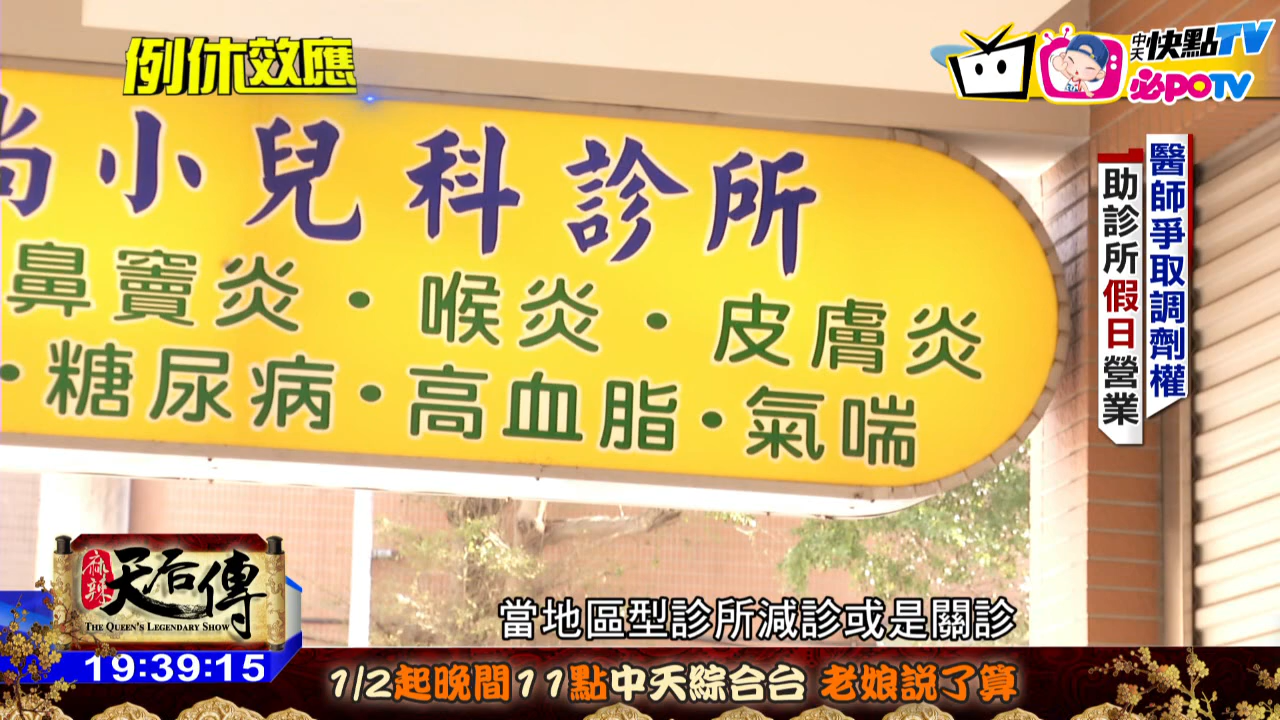 例休效應
中天快點TV
必POTV
醫師爭取調劑權
助診所假日營業
尚小兒科診所
鼻竇炎・喉炎・皮膚炎
・糖尿病・高血脂・氣喘
麻辣天后傳
THE QUEEN'S LEGENDARY SHOW
當地區型診所減診或是關診
19:39:15
1/2起晚間11點中天綜合台 老娘說了算